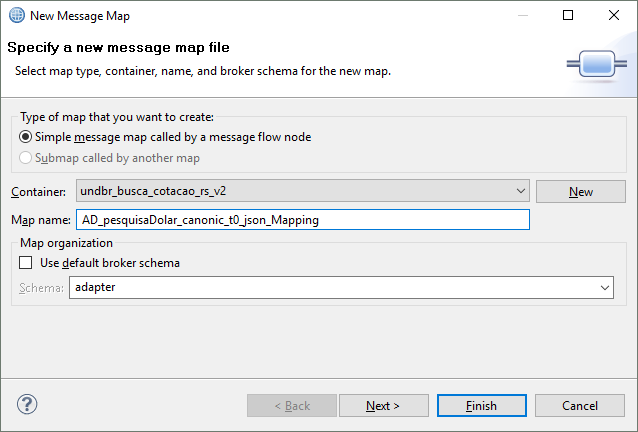 New Message Map
Specify a new message map file
Select map type, container, name, and broker schema for the new map.
Type of map that you want to create:
Simple message map called by a message flow node
Submap called by another map
Container: undbr_busca_cotacao_rs_v2 New
Map name: AD_pesquisaDolar_canonic_t0_json_Mapping
Map organization
Use default broker schema
Schema: adapter
? < Back Next > Finish Cancel